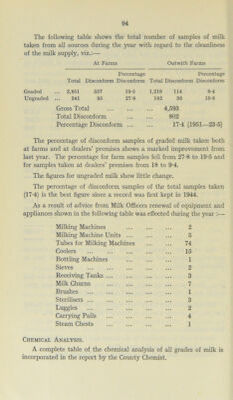 94
The following table shows the total number of samples of milk
taken from all sources during the year with regard to the cleanliness
of the milk supply, viz.:—
At Farms Outwith Farms
Percentage Percentage
Total Disconform Disconform Total Disconform Disconform
Graded ... 2,851 557 19·5 1,219 114 9·4
Ungraded ... 341 95 27·8 182 36 19·8
Gross Total ... ... ... 4,593
Total Disconform ... ... 802
Percentage Disconform ... ... 17·4 (1951—23·5)
The percentage of disconform samples of graded milk taken both
at farms and at dealers' premises shows a marked improvement from
last year. The percentage for farm samples fell from 27·8 to 19·5 and
for samples taken at dealers' premises from 18 to 9·4.
The figures for ungraded milk show little change.
The percentage of disconform samples of the total samples taken
(17·4) is the best figure since a record was first kept in 1944.
As a result of advice from Milk Officers renewal of equipment and
appliances shown in the following table was effected during the year :—
Milking Machines ... ... ... 2
Milking Machine Units ... ... ... 5
Tubes for Milking Machines ... ... 74
Coolers ... ... ... ... 15
Bottling Machines ... ... ... 1
Sieves ... ... ... ... 2
Receiving Tanks ... ... ... ... 3
Milk Churns ... ... ... 7
Brushes ... ... ... ... 1
Sterilisers ... ... ... ... 3
Luggies ... ... ... ... 2
Carrying Pails ... ... ... 4
Steam Chests ... ... ... 1
Chemical Analysis.
A complete table of the chemical analysis of all grades of milk is
incorporated in the report by the County Chemist.